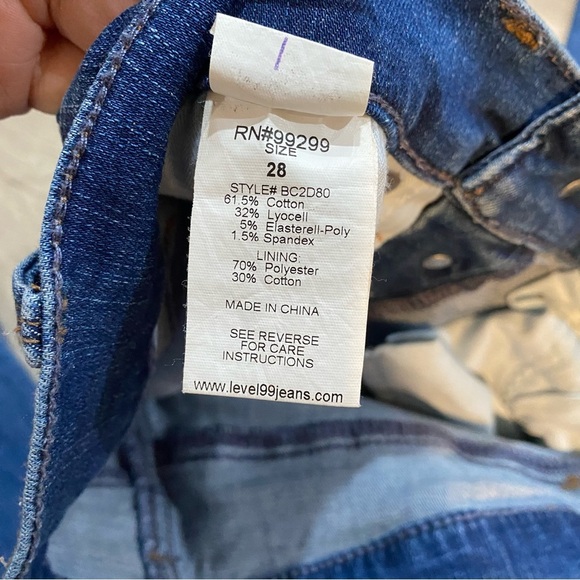 RN#99299
SIZE
28
STYLE# BC2D80
61.5% Cotton
32% Lyocell
5% Elasterell-Poly
1.5% Spandex
LINING:
70% Polyester
30% Cotton
MADE IN CHINA
SEE REVERSE
FOR CARE
INSTRUCTIONS
www.level99jeans.com